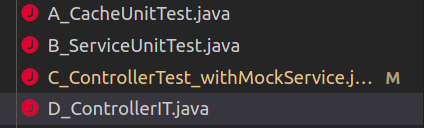 J A_CacheUnitTest.java
J B_ServiceUnitTest.java
J C_ControllerTest_withMockService.j... M
J D_ControllerIT.java